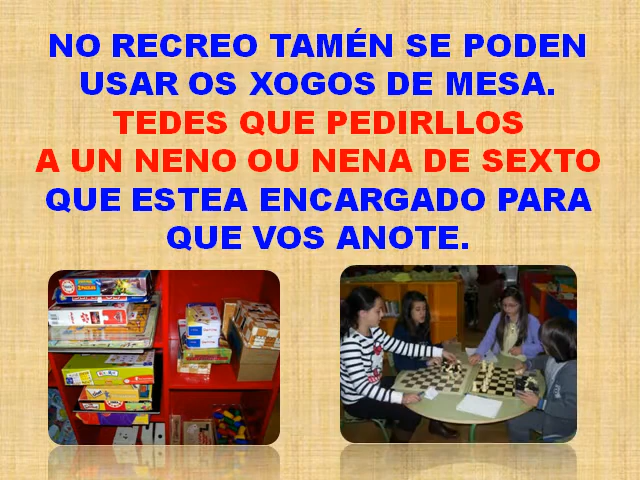 NO RECREO TAMÉN SE PODEN
USAR OS XOGOS DE MESA.
TEDES QUE PEDIRLLOS
A UN NENO OU NENA DE SEXTO
QUE ESTEA ENCARGADO PARA
QUE VOS ANOTE.